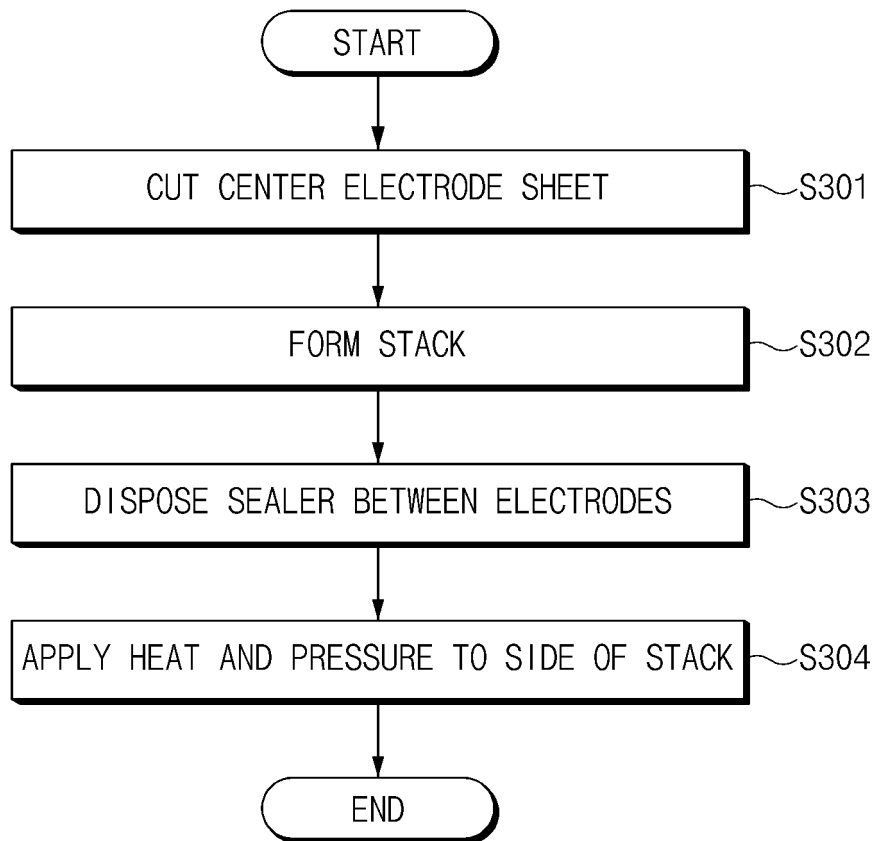 START
CUT CENTER ELECTRODE SHEET
S301
FORM STACK
S302
DISPOSE SEALER BETWEEN ELECTRODES
S303
APPLY HEAT AND PRESSURE TO SIDE OF STACK
S304
END